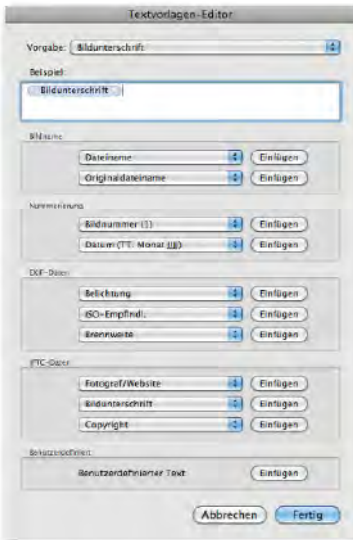 Textvorlagen-Editor
Vorgabe: Bildunterschrift
Beispiel:
Bildunterschrift
Bildname
Dateiname Einfügen
Originaldateiname Einfügen
Nummerierung
Bildnummer (1) Einfügen
Datum (TT. Monat JJJJ) Einfügen
EXIF-Daten
Belichtung Einfügen
ISO-Empfindl. Einfügen
Brennweite Einfügen
IPTC-Daten
Fotograf/Website Einfügen
Bildunterschrift Einfügen
Copyright Einfügen
Benutzerdefiniert
Benutzerdefinierter Text Einfügen
Abbrechen Fertig